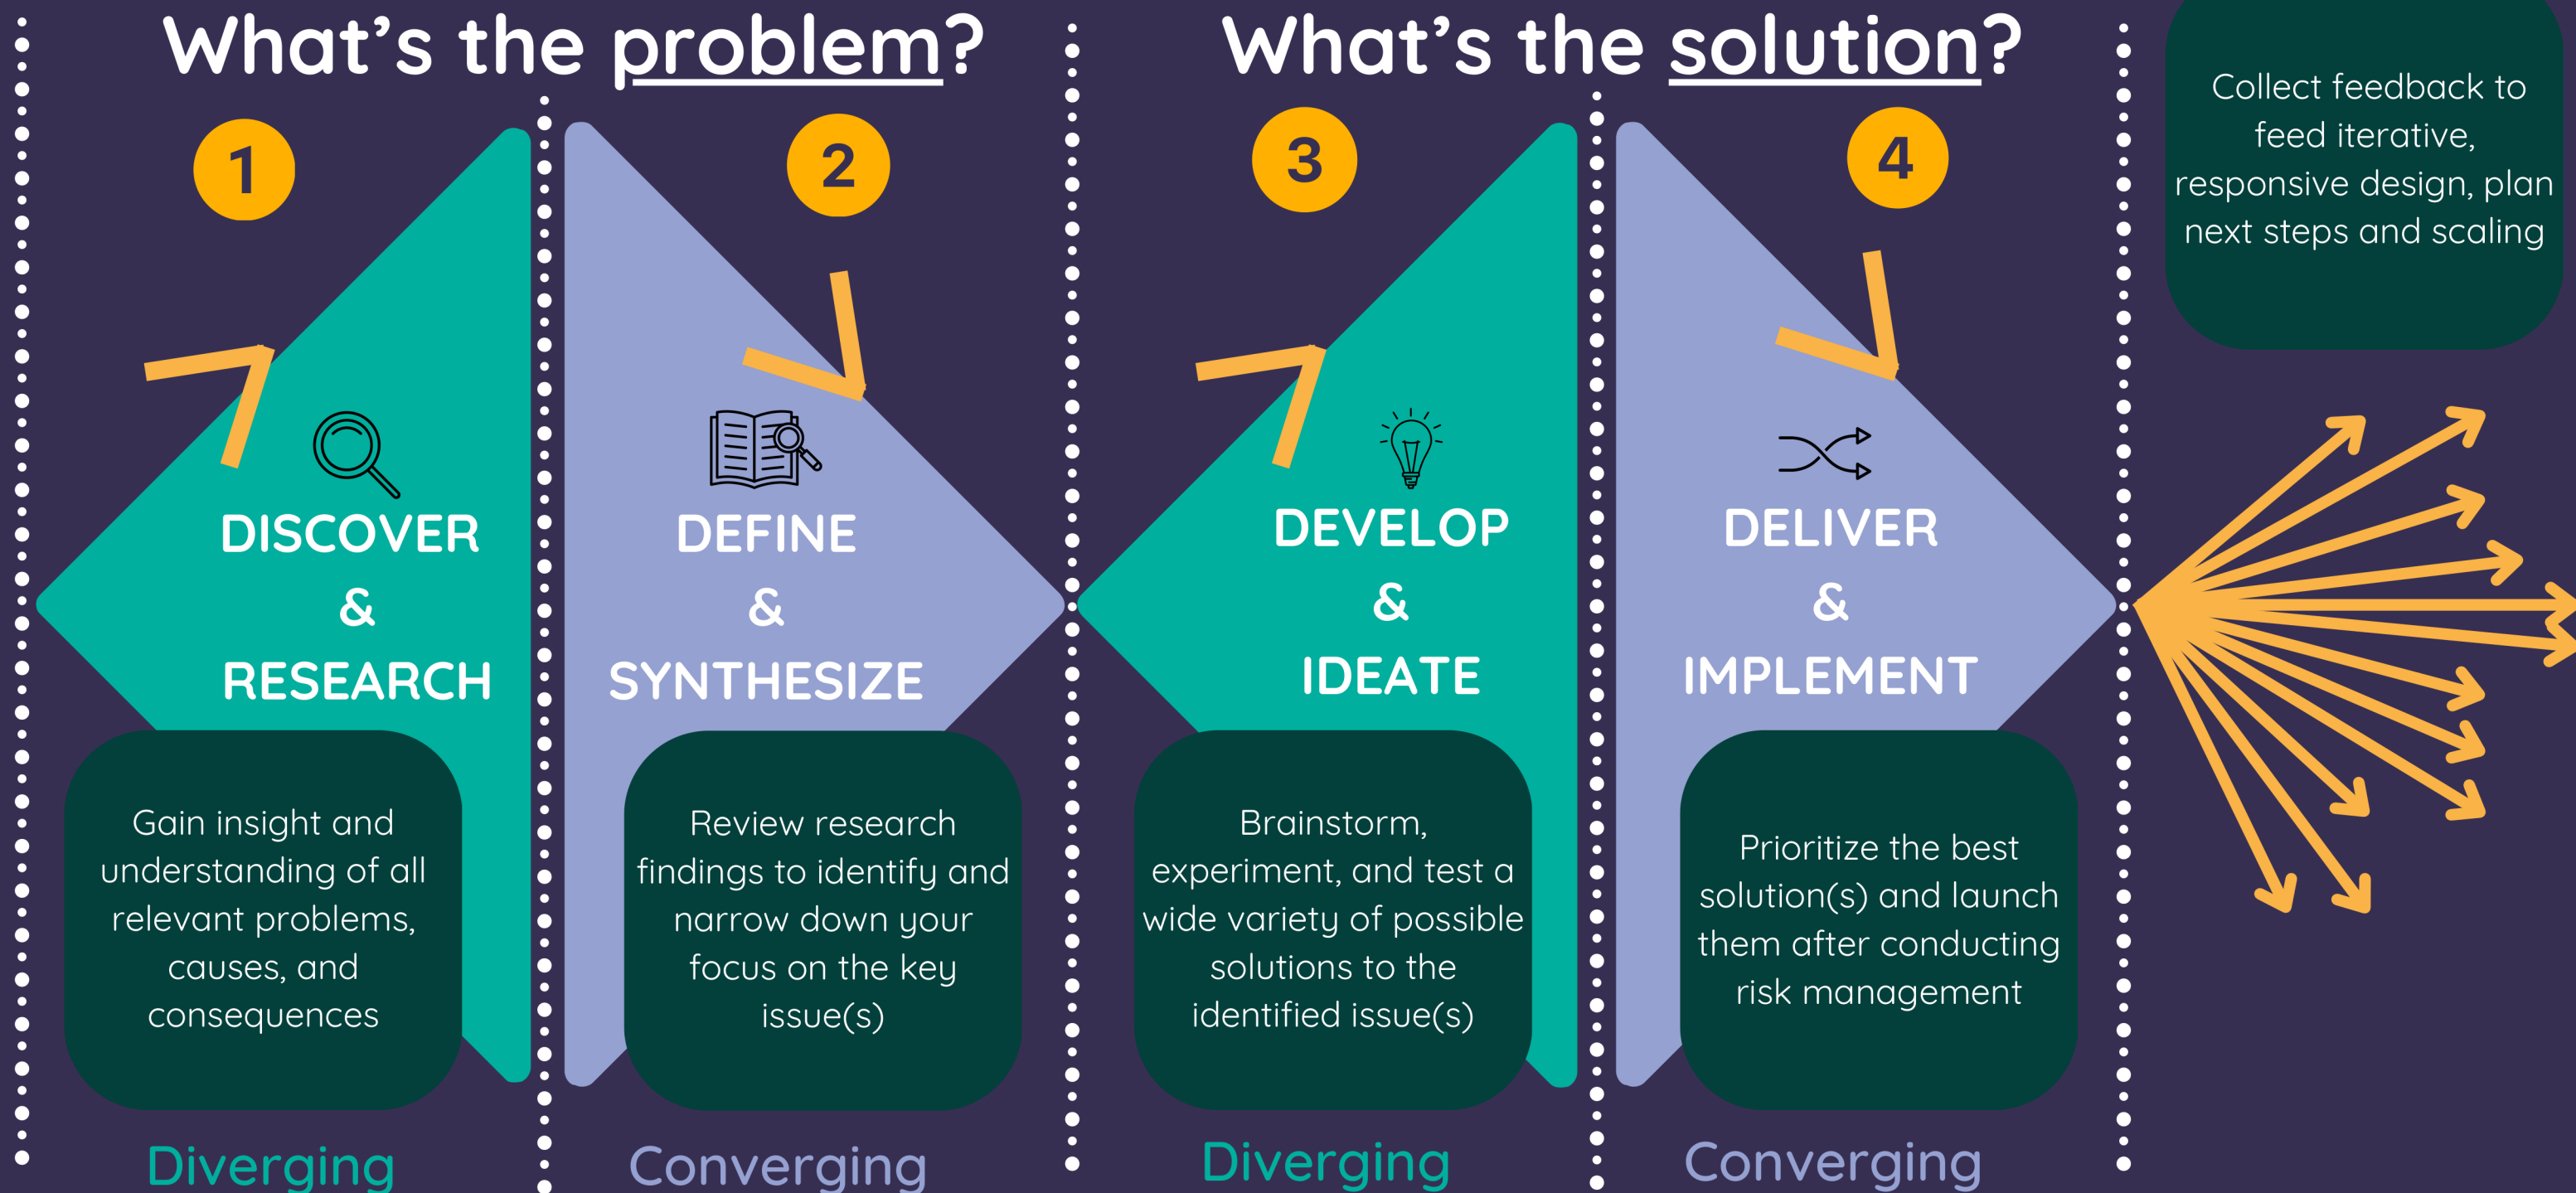 What's the problem?
1
DISCOVER
&
RESEARCH
Gain insight and
understanding of all
relevant problems,
causes, and
consequences
Diverging
2
DEFINE
&
SYNTHESIZE
Review research
findings to identify and
narrow down your
focus on the key
issue(s)
Converging
What's the solution?
3
DEVELOP
&
IDEATE
Brainstorm,
experiment, and test a
wide variety of possible
solutions to the
identified issue(s)
Diverging
4
DELIVER
&
IMPLEMENT
Prioritize the best
solution(s) and launch
them after conducting
risk management
Converging
Collect feedback to
feed iterative,
responsive design, plan
next steps and scaling